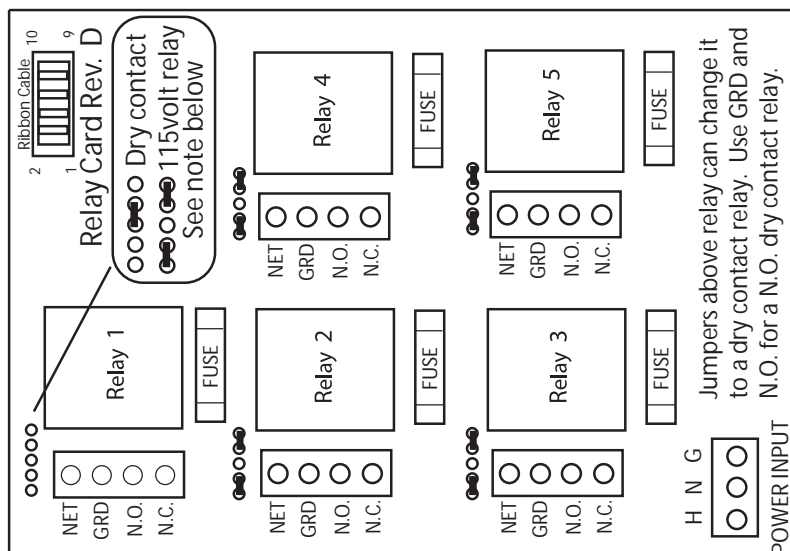 Ribbon Cable
2
10
1
9
Relay Card Rev. D
Dry contact
115volt relay
See note below
Relay 1
FUSE
NET
GRD
N.O.
N.C.
Relay 4
FUSE
NET
GRD
N.O.
N.C.
Relay 2
FUSE
NET
GRD
N.O.
N.C.
Relay 5
FUSE
NET
GRD
N.O.
N.C.
Relay 3
FUSE
NET
GRD
N.O.
N.C.
Jumpers above relay can change it
to a dry contact relay. Use GRD and
N.O. for a N.O. dry contact relay.
H N G
POWER INPUT